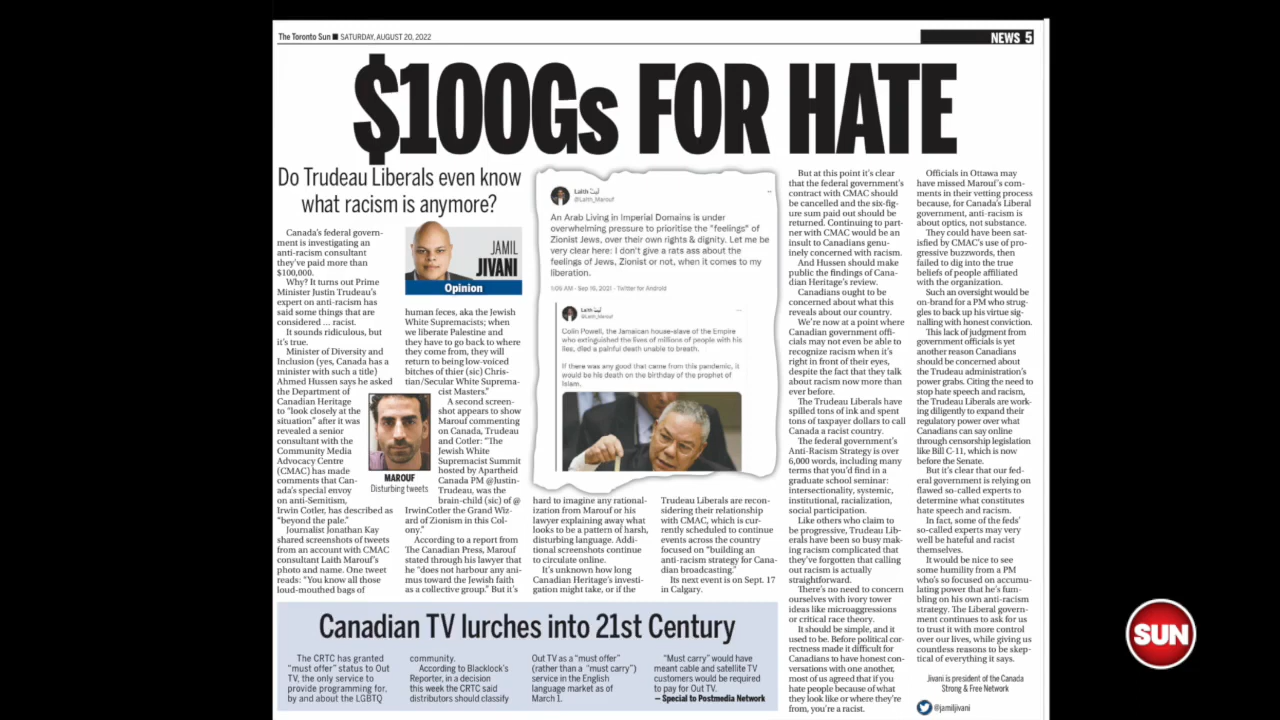 The Toronto Sun ■ SATURDAY, AUGUST 20, 2022
NEWS 5
$100Gs FOR HATE
Do Trudeau Liberals even know
what racism is anymore?
JAMIL
JIVANI
Opinion
Canada's federal govern-
ment is investigating an
anti-racism consultant
they've paid more than
$100,000.
Why? It turns out Prime
Minister Justin Trudeau's
expert on anti-racism has
said some things that are
considered ... racist.
It sounds ridiculous, but
it's true.
Minister of Diversity and
Inclusion (yes, Canada has a
minister with such a title)
Ahmed Hussen says he asked
the Department of
Canadian Heritage
to "look closely at the
situation" after it was
revealed a senior
consultant with the
Community Media
Advocacy Centre
(CMAC) has made
comments that Can-
ada's special envoy
on anti-Semitism,
Irwin Cotler, has described as
"beyond the pale."
Journalist Jonathan Kay
shared screenshots of tweets
from an account with CMAC
consultant Laith Marouf's
photo and name. One tweet
reads: "You know all those
loud-mouthed bags of
human feces, aka the Jewish
White Supremacists; when
we liberate Palestine and
they have to go back to where
they come from, they will
return to being low-voiced
bitches of thier (sic) Chris-
tian/Secular White Suprema-
cist Masters."
A second screen-
shot appears to show
Marouf commenting
on Canada, Trudeau
and Cotler: "The
Jewish White
Supremacist Summit
hosted by Apartheid
Canada PM @Justin-
Trudeau, was the
brain-child (sic) of @
IrwinCotler the Grand Wiz-
ard of Zionism in this Col-
ony."
According to a report from
The Canadian Press, Marouf
stated through his lawyer that
he "does not harbour any ani-
mus toward the Jewish faith
as a collective group." But it's
MAROUF
Disturbing tweets
Laith ليث
@Laith_Marouf
An Arab Living in Imperial Domains is under
overwhelming pressure to prioritise the "feelings" of
Zionist Jews, over their own rights & dignity. Let me be
very clear here: I don't give a rats ass about the
feelings of Jews, Zionist or not, when it comes to my
liberation.
1:05 AM · Sep 16, 2021 · Twitter for Android
Laith ليث
@Laith_Marouf
Colin Powell, the Jamaican house-slave of the Empire
who extinguished the lives of millions of people with his
lies, died a painful death unable to breath.
If there was any good that came from this pandemic, it
would be his death on the birthday of the prophet of
Islam.
hard to imagine any rational-
ization from Marouf or his
lawyer explaining away what
looks to be a pattern of harsh,
disturbing language. Addi-
tional screenshots continue
to circulate online.
It's unknown how long
Canadian Heritage's investi-
gation might take, or if the
Trudeau Liberals are recon-
sidering their relationship
with CMAC, which is cur-
rently scheduled to continue
events across the country
focused on "building an
anti-racism strategy for Cana-
dian broadcasting."
Its next event is on Sept. 17
in Calgary.
But at this point it's clear
that the federal government's
contract with CMAC should
be cancelled and the six-fig-
ure sum paid out should be
returned. Continuing to part-
ner with CMAC would be an
insult to Canadians genu-
inely concerned with racism.
And Hussen should make
public the findings of Cana-
dian Heritage's review.
Canadians ought to be
concerned about what this
reveals about our country.
We're now at a point where
Canadian government offi-
cials may not even be able to
recognize racism when it's
right in front of their eyes,
despite the fact that they talk
about racism now more than
ever before.
The Trudeau Liberals have
spilled tons of ink and spent
tons of taxpayer dollars to call
Canada a racist country.
The federal government's
Anti-Racism Strategy is over
6,000 words, including many
terms that you'd find in a
graduate school seminar:
intersectionality, systemic,
institutional, racialization,
social participation.
Like others who claim to
be progressive, Trudeau Lib-
erals have been so busy mak-
ing racism complicated that
they've forgotten that calling
out racism is actually
straightforward.
There's no need to concern
ourselves with ivory tower
ideas like microaggressions
or critical race theory.
It should be simple, and it
used to be. Before political cor-
rectness made it difficult for
Canadians to have honest con-
versations with one another,
most of us agreed that if you
hate people because of what
they look like or where they're
from, you're a racist.
Officials in Ottawa may
have missed Marouf's com-
ments in their vetting process
because, for Canada's Liberal
government, anti-racism is
about optics, not substance.
They could have been sat-
isfied by CMAC's use of pro-
gressive buzzwords, then
failed to dig into the true
beliefs of people affiliated
with the organization.
Such an oversight would be
on-brand for a PM who strug-
gles to back up his virtue sig-
nalling with honest conviction.
This lack of judgment from
government officials is yet
another reason Canadians
should be concerned about
the Trudeau administration's
power grabs. Citing the need to
stop hate speech and racism,
the Trudeau Liberals are work-
ing diligently to expand their
regulatory power over what
Canadians can say online
through censorship legislation
like Bill C-11, which is now
before the Senate.
But it's clear that our fed-
eral government is relying on
flawed so-called experts to
determine what constitutes
hate speech and racism.
In fact, some of the feds'
so-called experts may very
well be hateful and racist
themselves.
It would be nice to see
some humility from a PM
who's so focused on accumu-
lating power that he's fum-
bling on his own anti-racism
strategy. The Liberal govern-
ment continues to ask for us
to trust it with more control
over our lives, while giving us
countless reasons to be skep-
tical of everything it says.
Jivani is president of the Canada
Strong & Free Network
@jamiljivani
Canadian TV lurches into 21st Century
The CRTC has granted
"must offer" status to Out
TV, the only service to
provide programming for,
by and about the LGBTQ
community.
According to Blacklock's
Reporter, in a decision
this week the CRTC said
distributors should classify
Out TV as a "must offer"
(rather than a "must carry")
service in the English
language market as of
March 1.
"Must carry" would have
meant cable and satellite TV
customers would be required
to pay for Out TV.
— Special to Postmedia Network
SUN